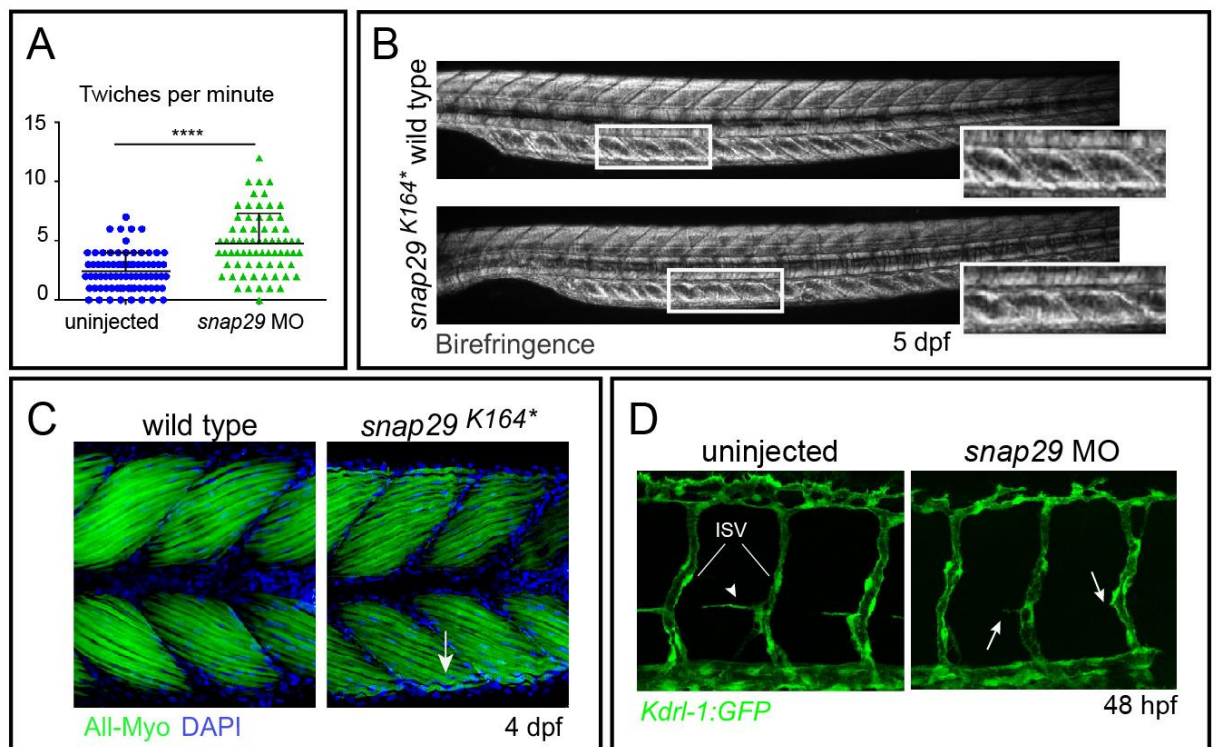 A
Twiches per minute
15
****
10
5
0
uninjected
snap29 MO
B
wild type
snap29 K164*
Birefringence
5 dpf
C
wild type
snap29 K164*
All-Myo DAPI
4 dpf
D
uninjected
snap29 MO
ISV
Kdrl-1:GFP
48 hpf